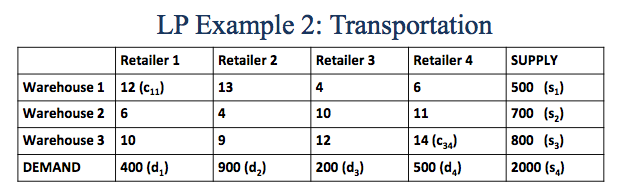 LP Example 2: Transportation
Retailer 1 Retailer 2 Retailer 3 Retailer 4 SUPPLY
Warehouse 1 12 (c₁₁) 13 4 6 500 (s₁)
Warehouse 2 6 4 10 11 700 (s₂)
Warehouse 3 10 9 12 14 (c₃₄) 800 (s₃)
DEMAND 400 (d₁) 900 (d₂) 200 (d₃) 500 (d₄) 2000 (s₄)